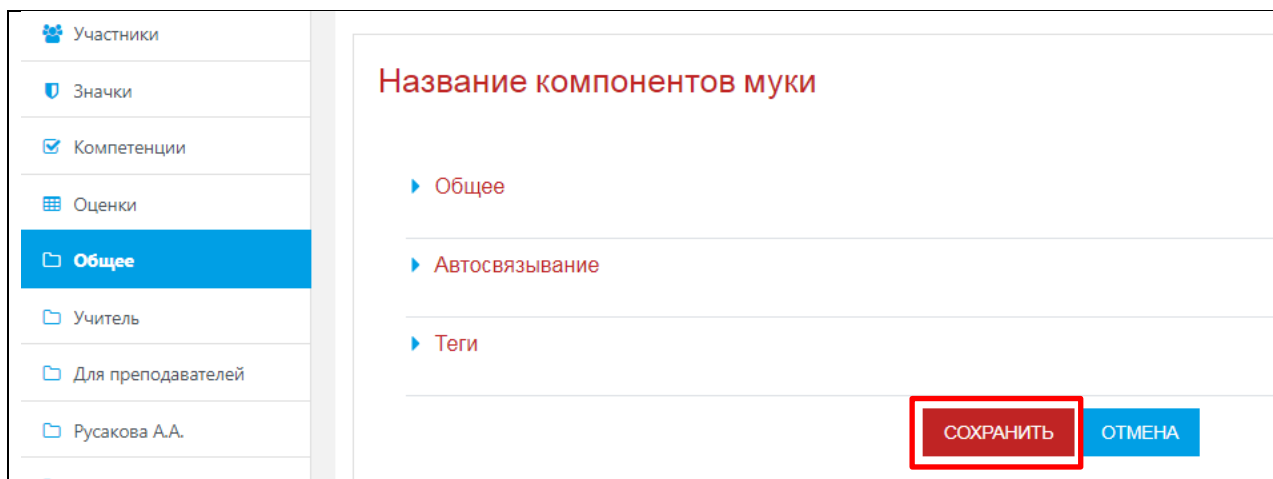 Участники
Значки
Компетенции
Оценки
Общее
Учитель
Для преподавателей
Русакова А.А.
Название компонентов муки
Общее
Автосвязывание
Теги
СОХРАНИТЬ ОТМЕНА